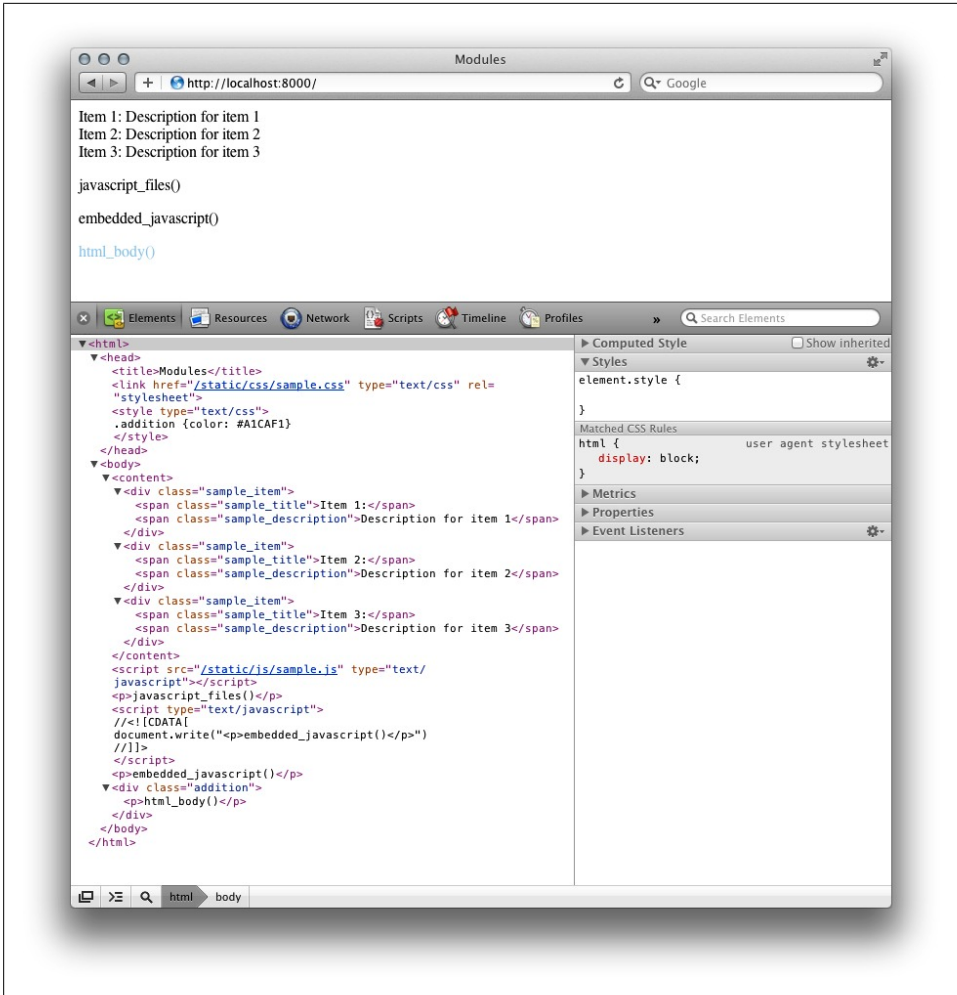 Modules
http://localhost:8000/
Google
Item 1: Description for item 1
Item 2: Description for item 2
Item 3: Description for item 3
javascript_files()
embedded_javascript()
html_body()
Elements Resources Network Scripts Timeline Profiles » Search Elements
▼<html>
▼<head>
<title>Modules</title>
<link href="/static/css/sample.css" type="text/css" rel=
"stylesheet">
<style type="text/css">
.addition {color: #A1CAF1}
</style>
</head>
▼<body>
▼<content>
▼<div class="sample_item">
<span class="sample_title">Item 1:</span>
<span class="sample_description">Description for item 1</span>
</div>
▼<div class="sample_item">
<span class="sample_title">Item 2:</span>
<span class="sample_description">Description for item 2</span>
</div>
▼<div class="sample_item">
<span class="sample_title">Item 3:</span>
<span class="sample_description">Description for item 3</span>
</div>
</content>
<script src="/static/js/sample.js" type="text/
javascript"></script>
<p>javascript_files()</p>
<script type="text/javascript">
//<![CDATA[
document.write("<p>embedded_javascript()</p>")
//]]>
</script>
<p>embedded_javascript()</p>
▼<div class="addition">
<p>html_body()</p>
</div>
</body>
</html>
▶ Computed Style Show inherited
▼ Styles
element.style {
}
Matched CSS Rules
html { user agent stylesheet
display: block;
}
▶ Metrics
▶ Properties
▶ Event Listeners
html body